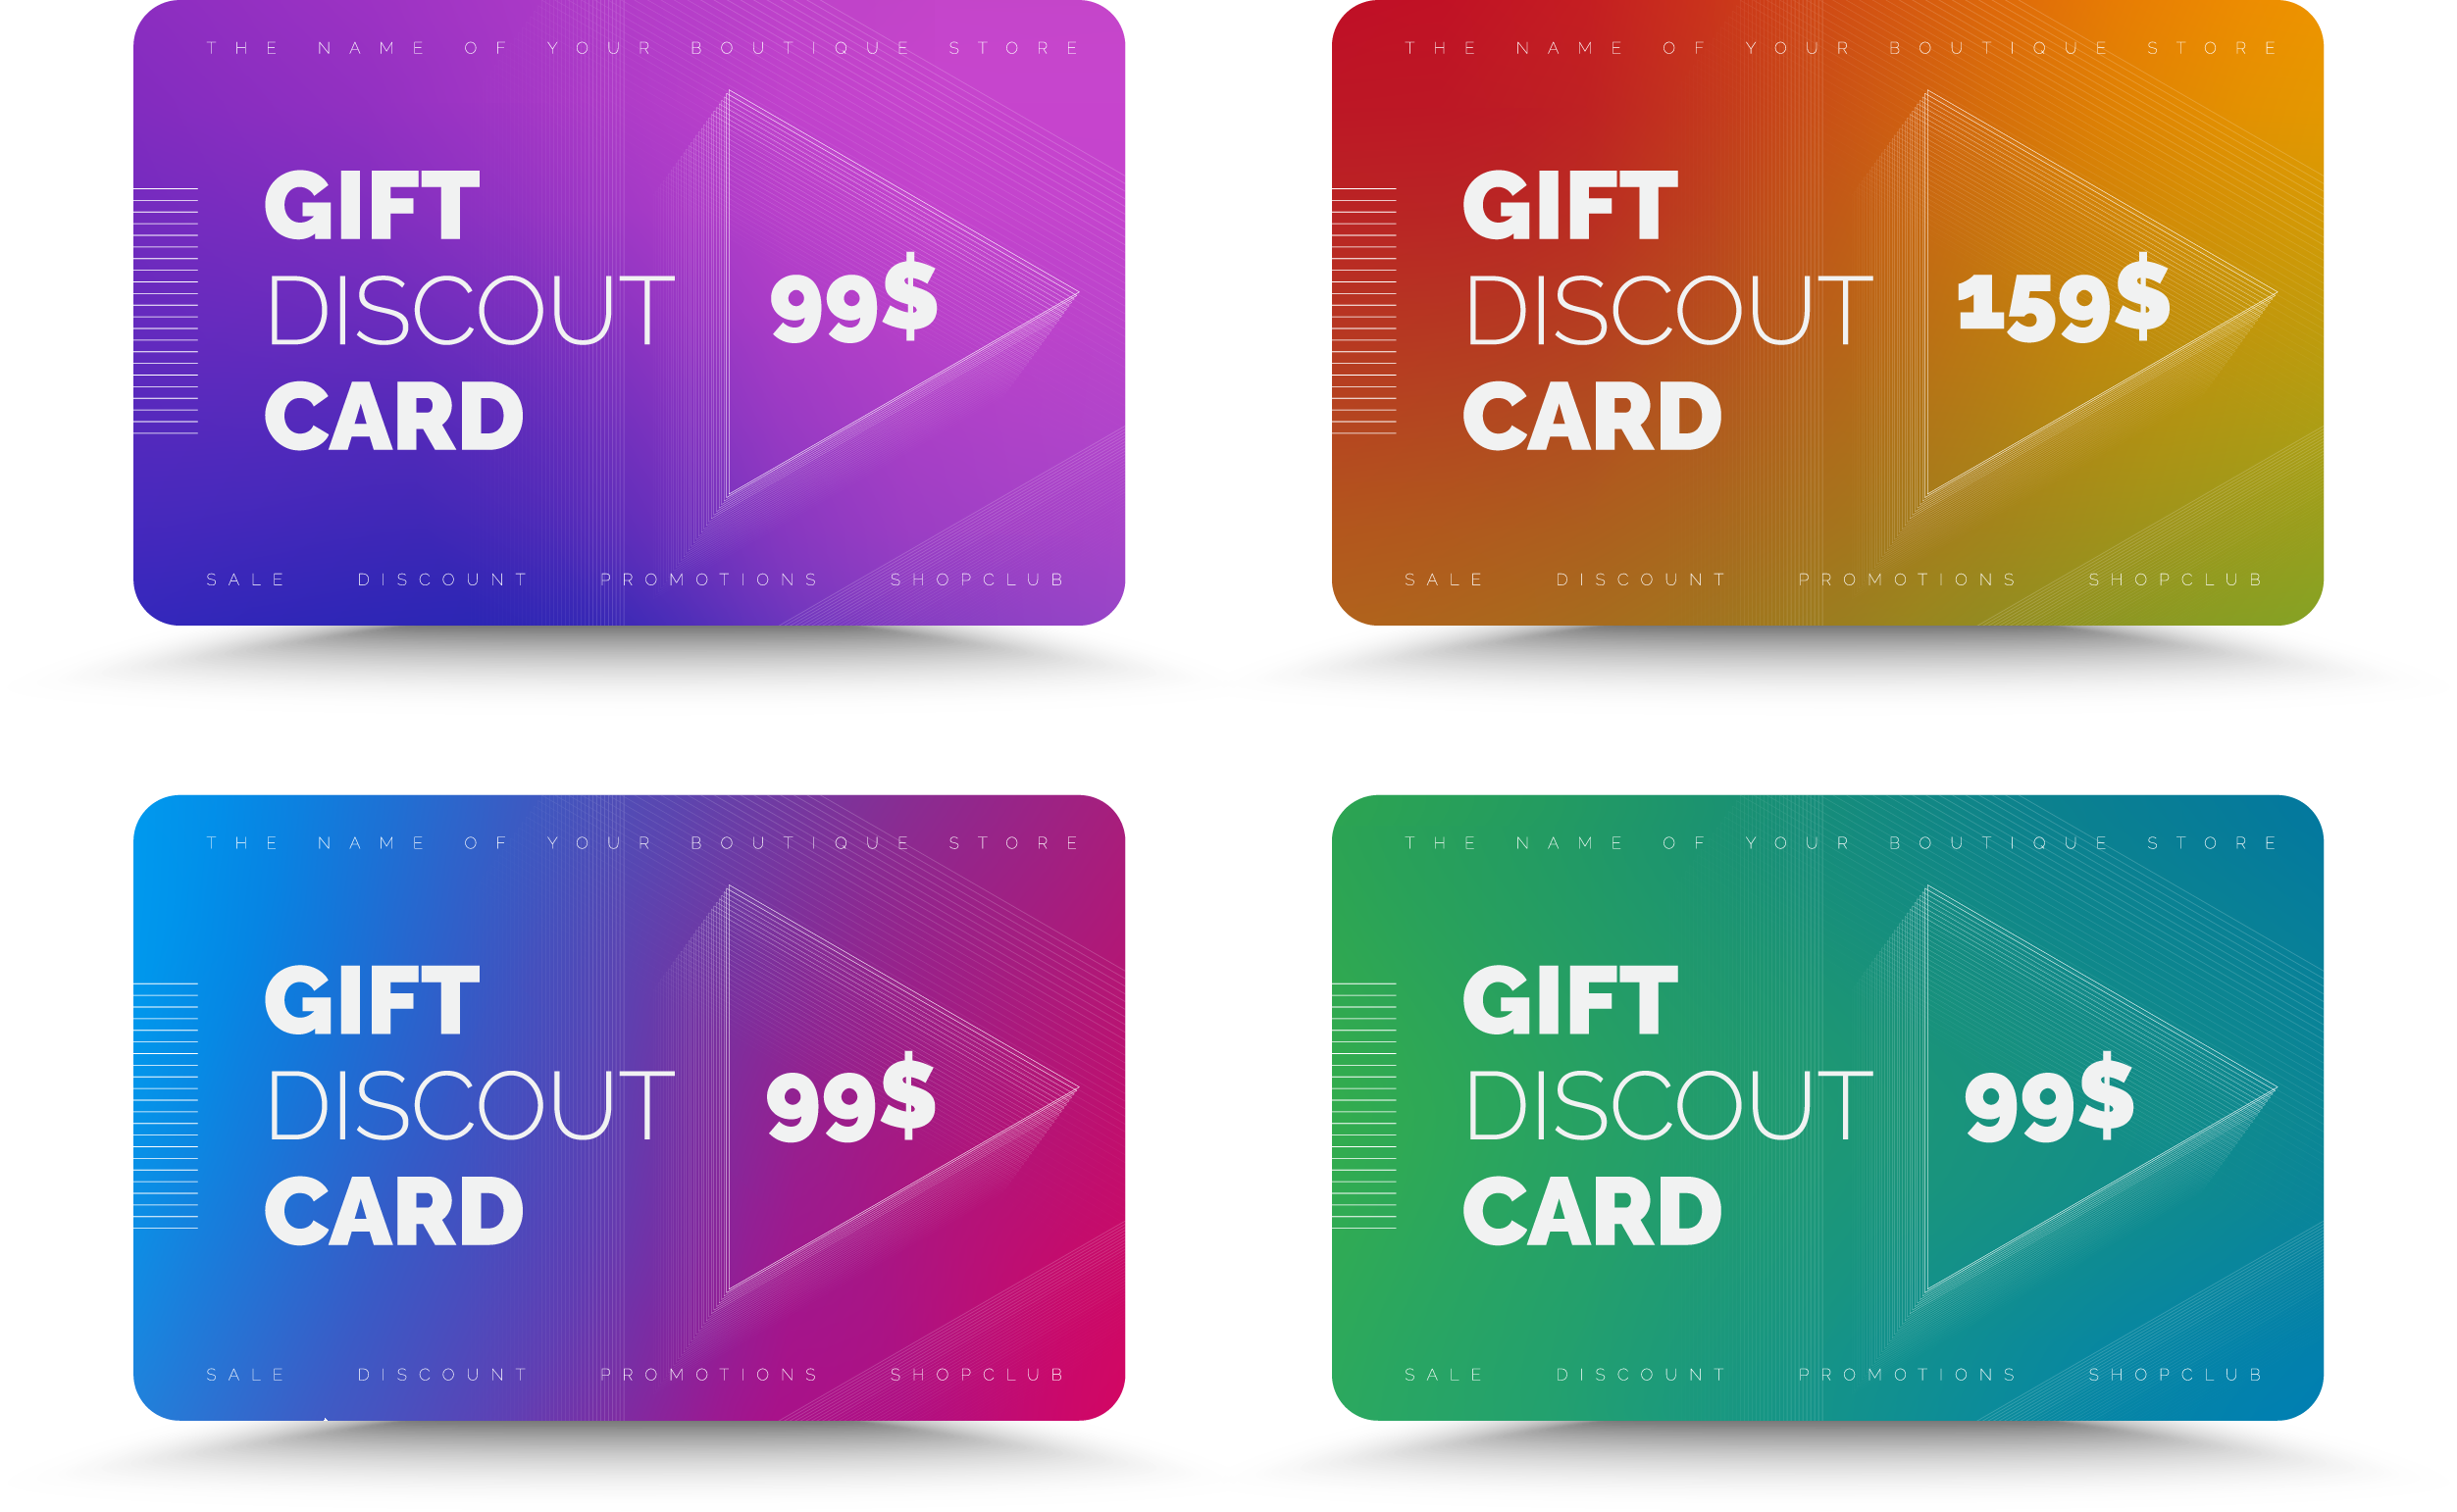 THE NAME OF YOUR BOUTIQUE STORE
GIFT
DISCOUT
CARD
99$
SALE DISCOUNT PROMOTIONS SHOPCLUB
THE NAME OF YOUR BOUTIQUE STORE
GIFT
DISCOUT
CARD
159$
SALE DISCOUNT PROMOTIONS SHOPCLUB
THE NAME OF YOUR BOUTIQUE STORE
GIFT
DISCOUT
CARD
99$
SALE DISCOUNT PROMOTIONS SHOPCLUB
THE NAME OF YOUR BOUTIQUE STORE
GIFT
DISCOUT
CARD
99$
SALE DISCOUNT PROMOTIONS SHOPCLUB